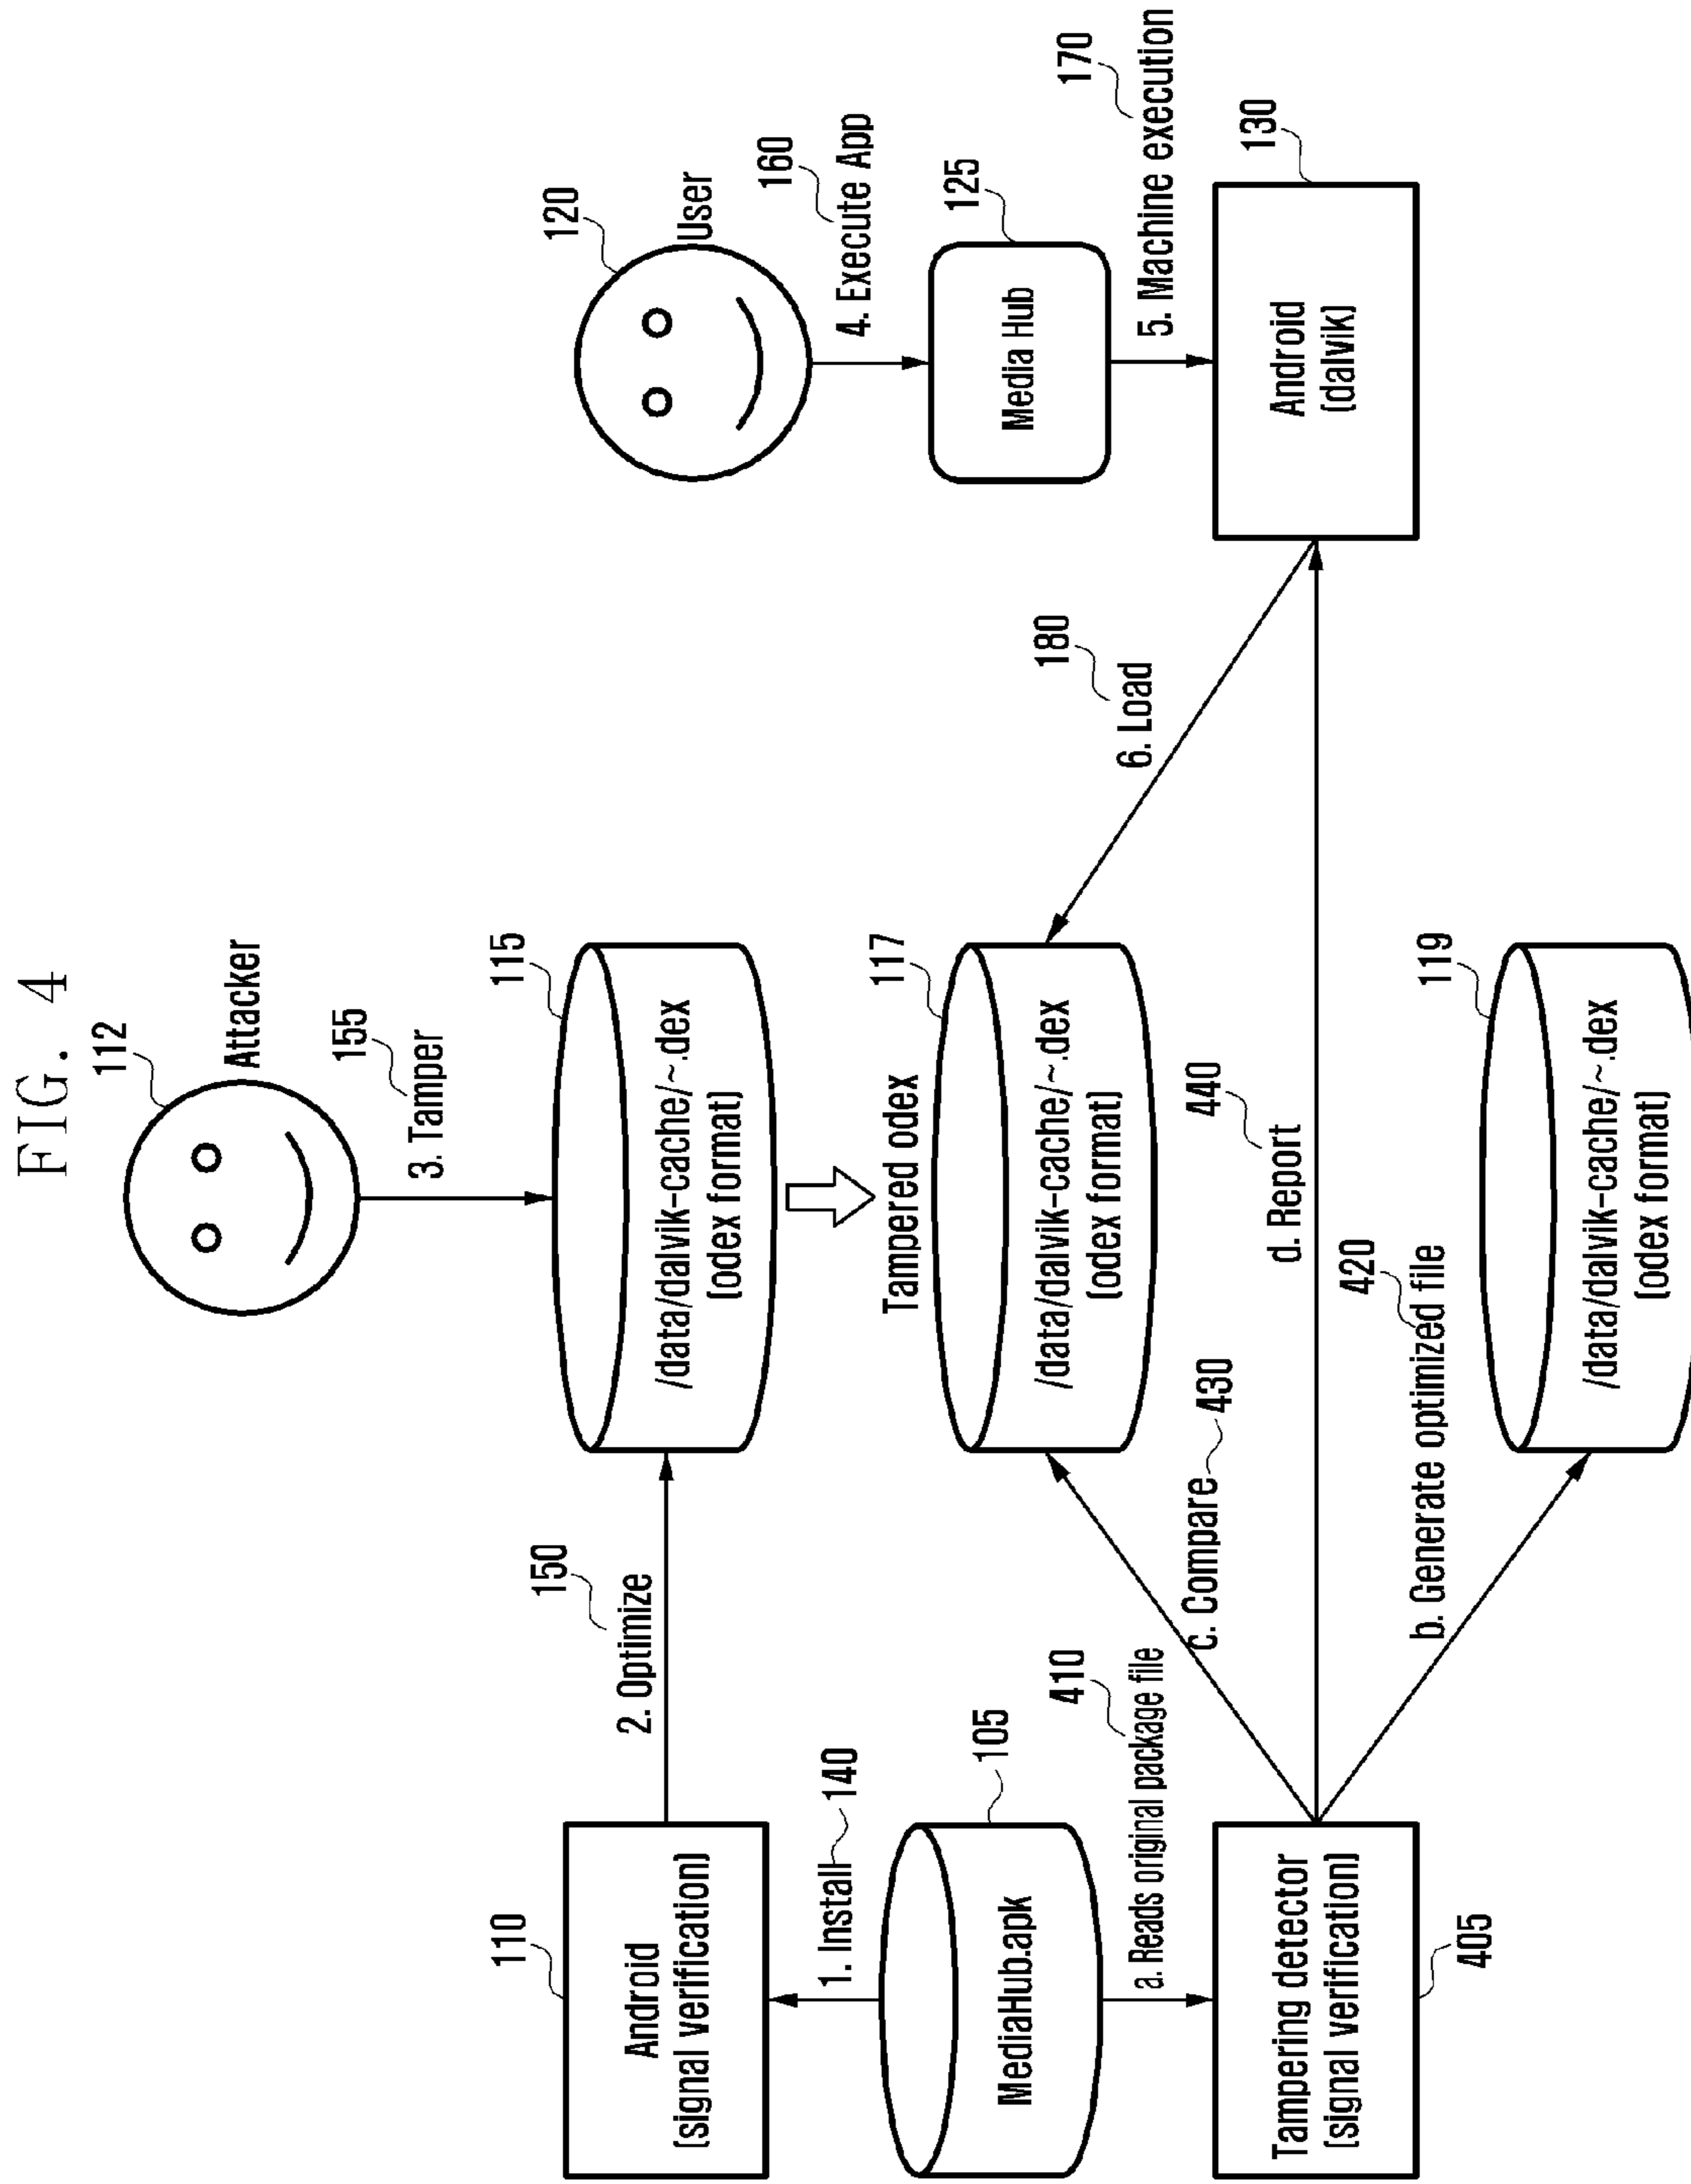 FIG. 4
112
Attacker
155
3. Tamper
120
User
110
Android
(signal verification)
150
2. Optimize
115
/data/dalvik-cache/~.dex
(odex format)
160
4. Execute App
1. Install
140
Tampered odex
105
MediaHub.apk
117
/data/dalvik-cache/~.dex
(odex format)
180
6. Load
125
Media Hub
170
5. Machine execution
410
a. Reads original package file
c. Compare
430
440
d. Report
130
Android
(dalvik)
Tampering detector
(signal verification)
405
420
b. Generate optimized file
119
/data/dalvik-cache/~.dex
(odex format)